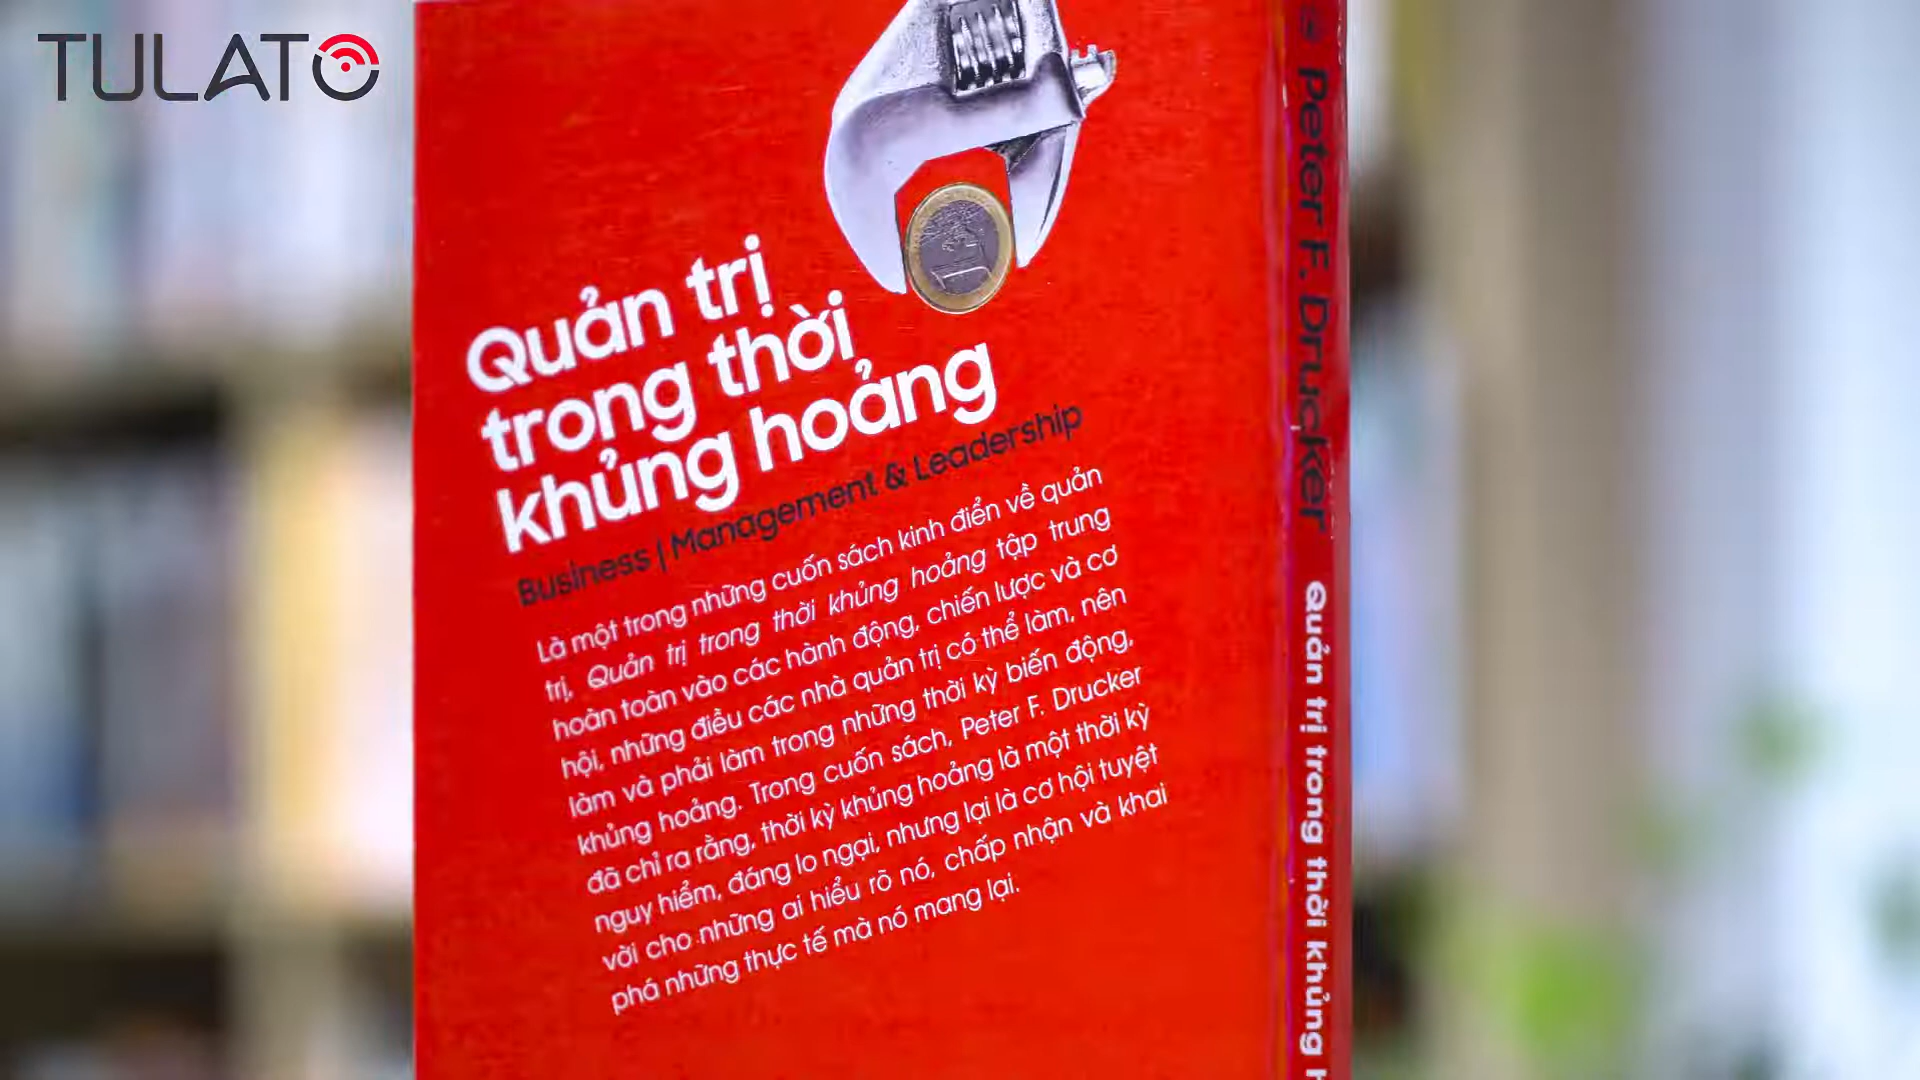 TULATO
Quản trị
trong thời
khủng hoảng
Business | Management & Leadership
Là một trong những cuốn sách kinh điển về quản
trị, Quản trị trong thời khủng hoảng tập trung
hoàn toàn vào các hành động, chiến lược và cơ
hội, những điều các nhà quản trị có thể làm, nên
làm và phải làm trong những thời kỳ biến động,
khủng hoảng. Trong cuốn sách, Peter F. Drucker
đã chỉ ra rằng, thời kỳ khủng hoảng là một thời kỳ
nguy hiểm, đáng lo ngại, nhưng lại là cơ hội tuyệt
vời cho những ai hiểu rõ nó, chấp nhận và khai
phá những thực tế mà nó mang lại.
Peter F. Drucker
Quản trị trong thời khủng